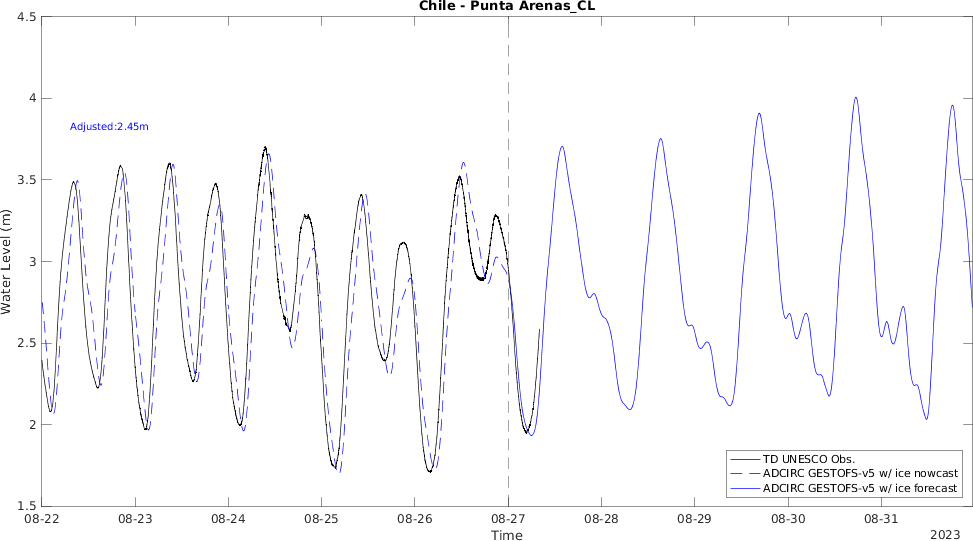 Chile - Punta Arenas_CL
4.5
4
3.5
3
2.5
2
1.5
Water Level (m)
Adjusted:2.45m
TD UNESCO Obs.
ADCIRC GESTOFS-v5 w/ ice nowcast
ADCIRC GESTOFS-v5 w/ ice forecast
08-22 08-23 08-24 08-25 08-26 08-27 08-28 08-29 08-30 08-31
Time
2023